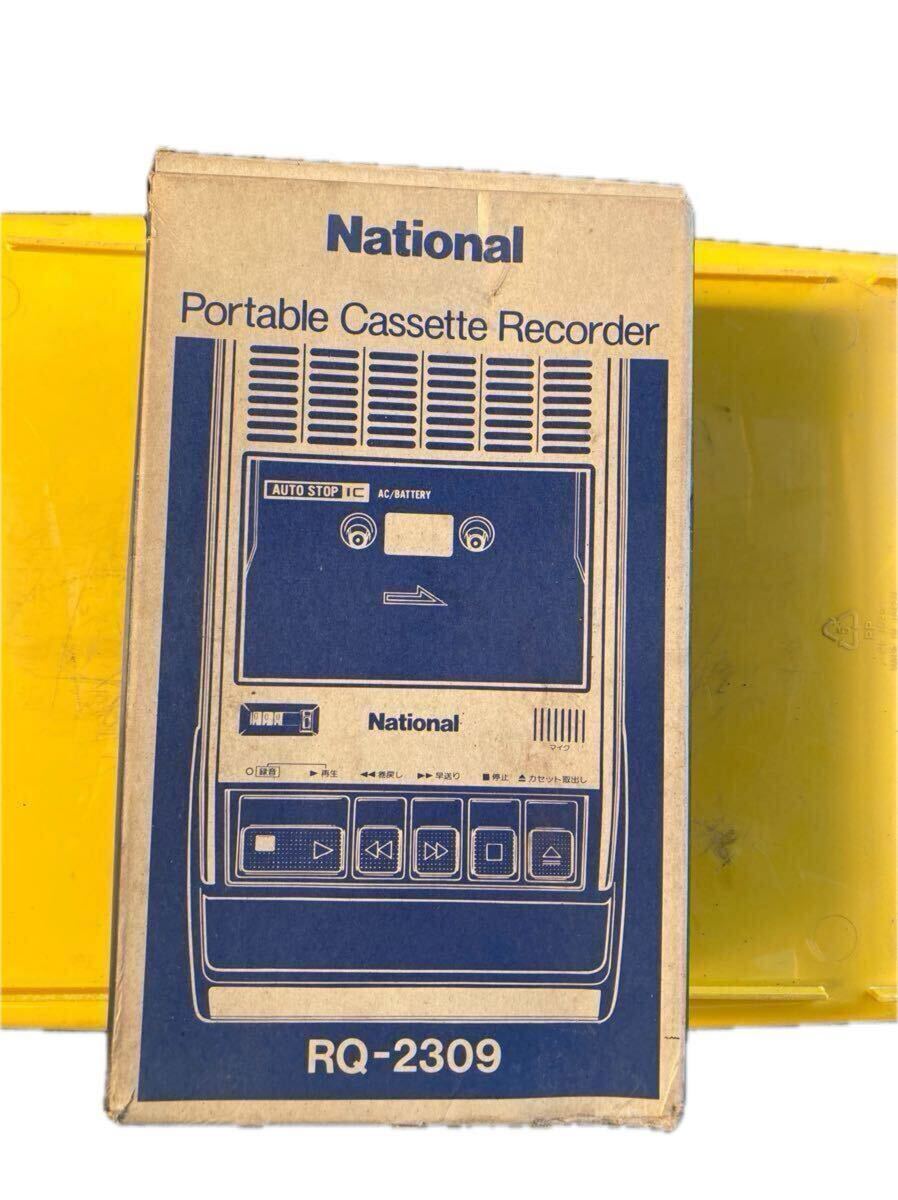 National
Portable Cassette Recorder
AUTO STOP IC AC/BATTERY
National
マイク
録音 再生 巻戻し 早送り 停止 カセット取出し
RQ-2309
PP